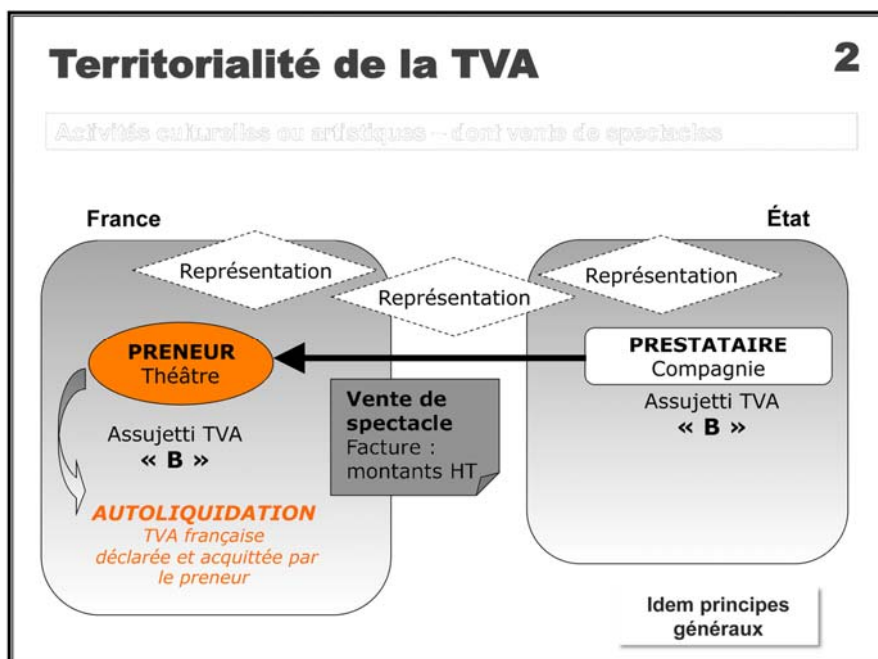 Territorialité de la TVA
2
Activités culturelles ou artistiques – dont vente de spectacles
France
État
Représentation
Représentation
Représentation
PRENEUR
Théâtre
PRESTATAIRE
Compagnie
Assujetti TVA
« B »
Vente de
spectacle
Facture :
montants HT
Assujetti TVA
« B »
AUTOLIQUIDATION
TVA française
déclarée et acquittée par
le preneur
Idem principes
généraux